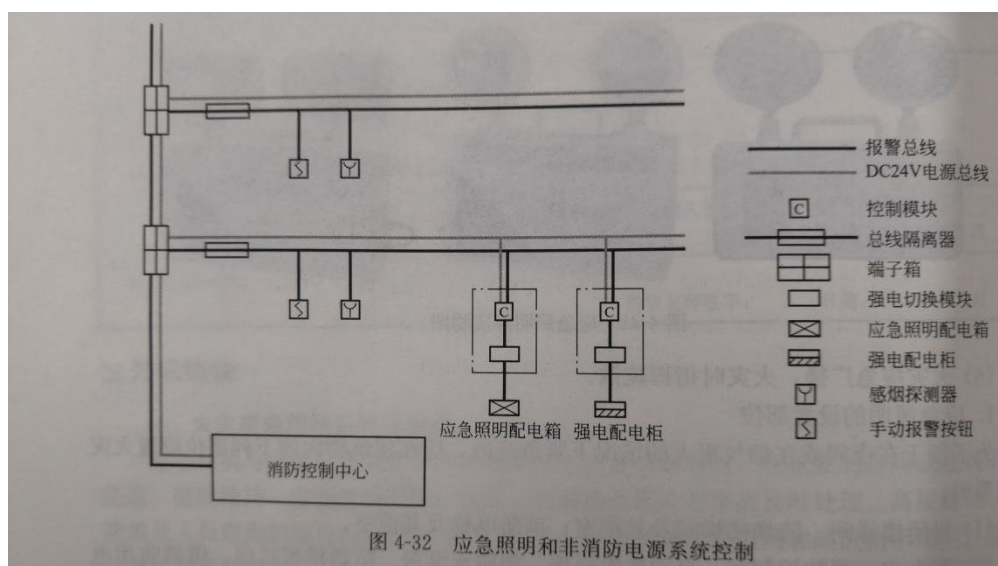 报警总线
DC24V电源总线
C 控制模块
总线隔离器
端子箱
强电切换模块
应急照明配电箱
强电配电柜
感烟探测器
手动报警按钮
C
C
应急照明配电箱 强电配电柜
消防控制中心
图 4-32 应急照明和非消防电源系统控制